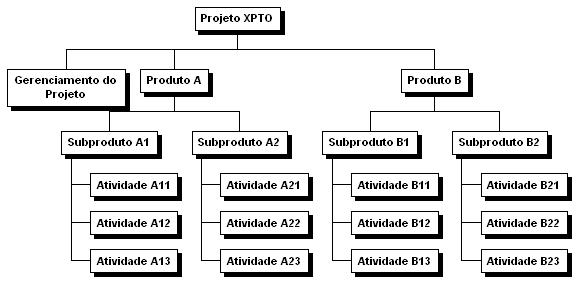 Projeto XPTO
Gerenciamento do
Projeto
Produto A
Produto B
Subproduto A1
Subproduto A2
Subproduto B1
Subproduto B2
Atividade A11
Atividade A21
Atividade B11
Atividade B21
Atividade A12
Atividade A22
Atividade B12
Atividade B22
Atividade A13
Atividade A23
Atividade B13
Atividade B23